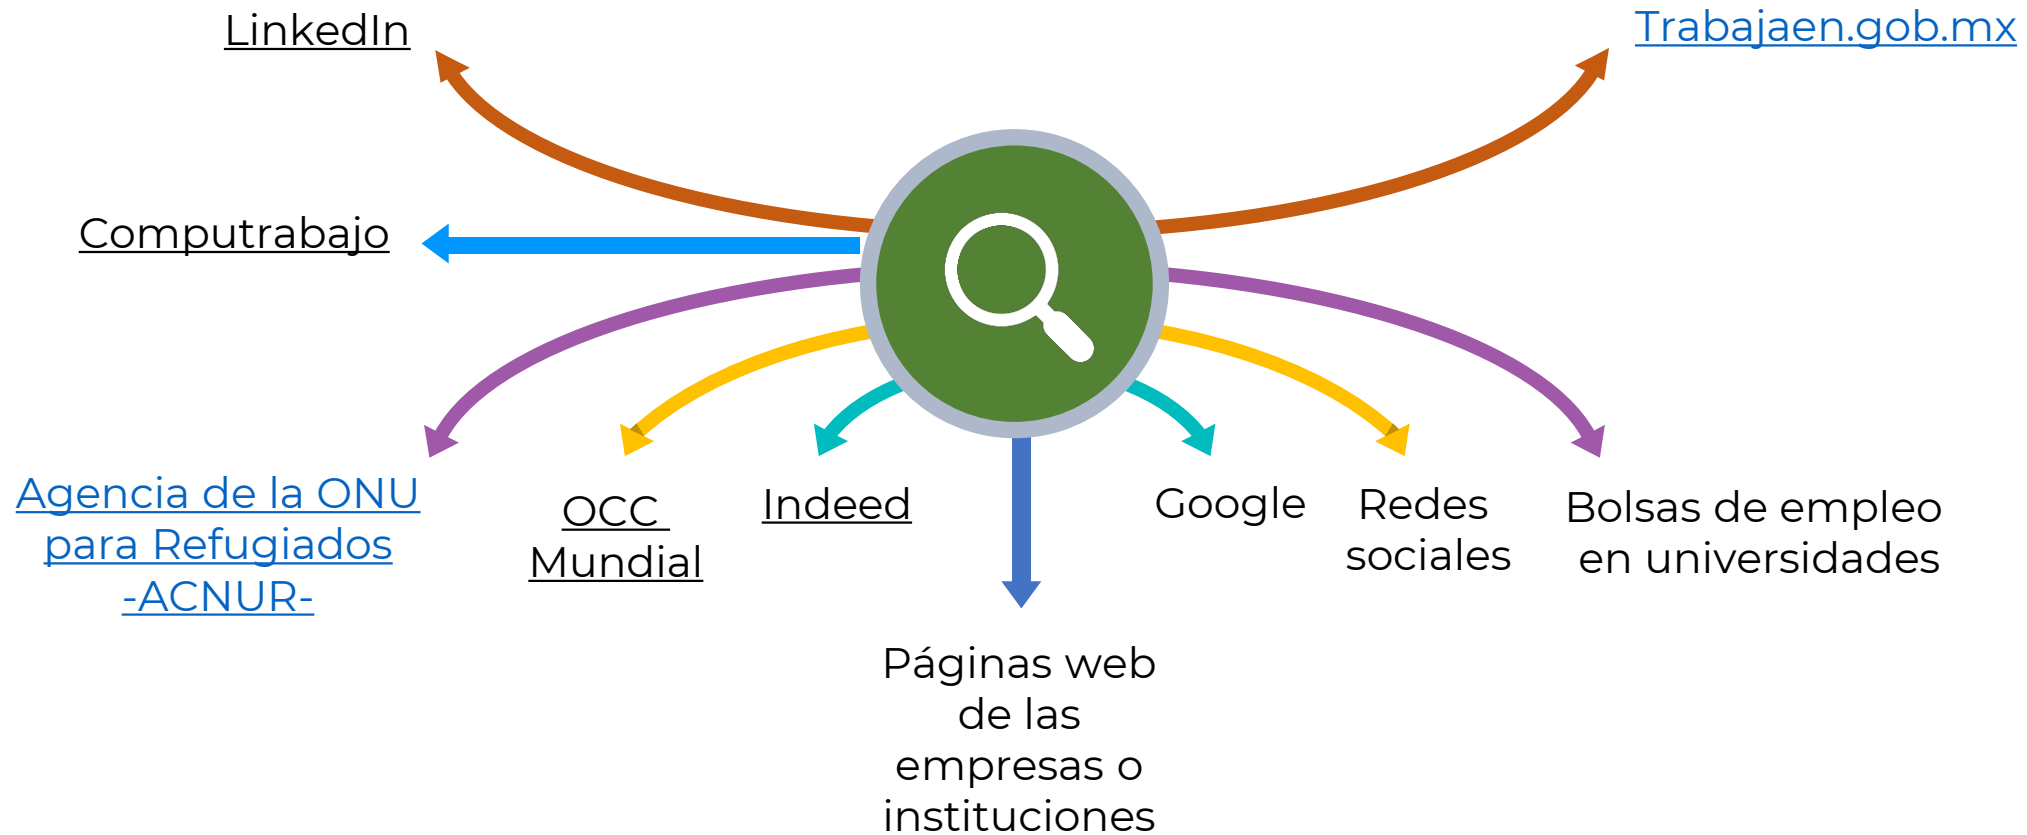 LinkedIn
Trabajaen.gob.mx
Computrabajo
Agencia de la ONU
para Refugiados
-ACNUR-
OCC
Mundial
Indeed
Google
Redes
sociales
Bolsas de empleo
en universidades
Páginas web
de las
empresas o
instituciones